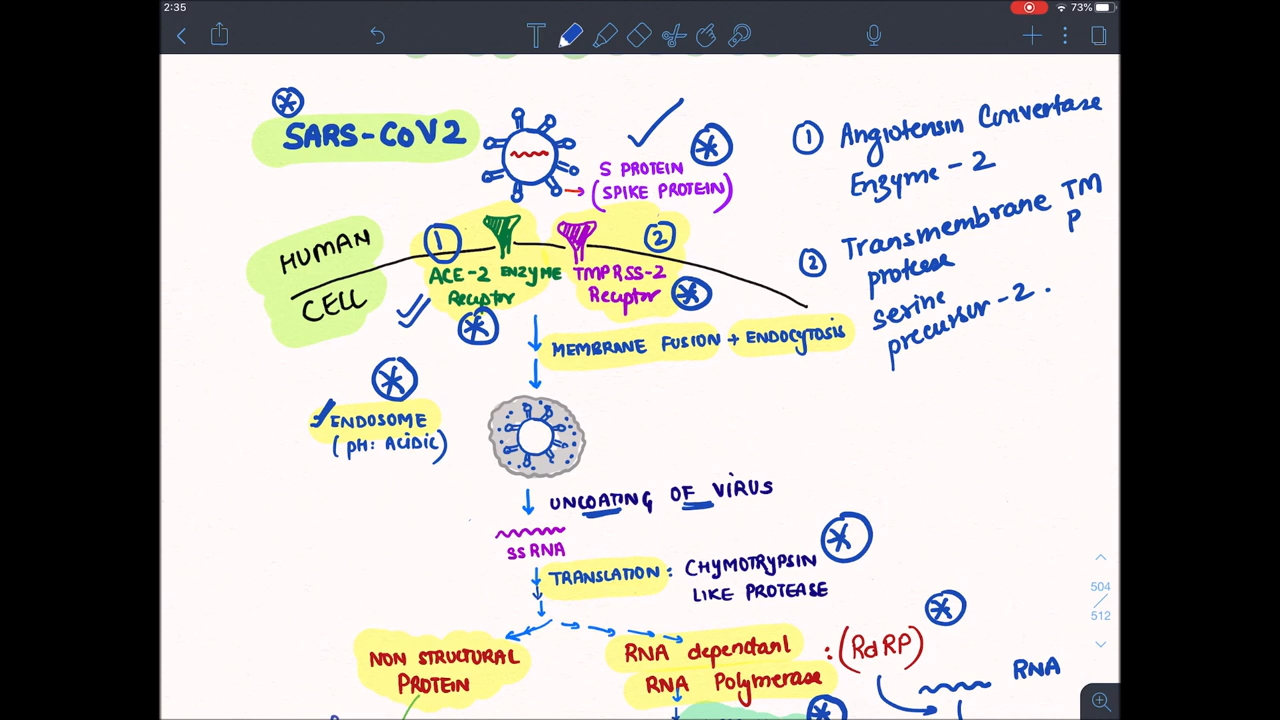 2:35
73%
T
SARS-CoV2
S PROTEIN
(SPIKE PROTEIN)
① Angiotensin Convertase
Enzyme-2
HUMAN
CELL
①
②
ACE-2 ENZYME
Receptor
TMPRSS-2
Receptor
② Transmembrane TM
protease P
serine
precursor-2.
MEMBRANE FUSION + ENDOCYTOSIS
ENDOSOME
(pH: ACIDIC)
UNCOATING OF VIRUS
SSRNA
TRANSLATION: CHYMOTRYPSIN
LIKE PROTEASE
504
512
NON STRUCTURAL
PROTEIN
RNA dependant
RNA Polymerase
: (RdRP)
RNA